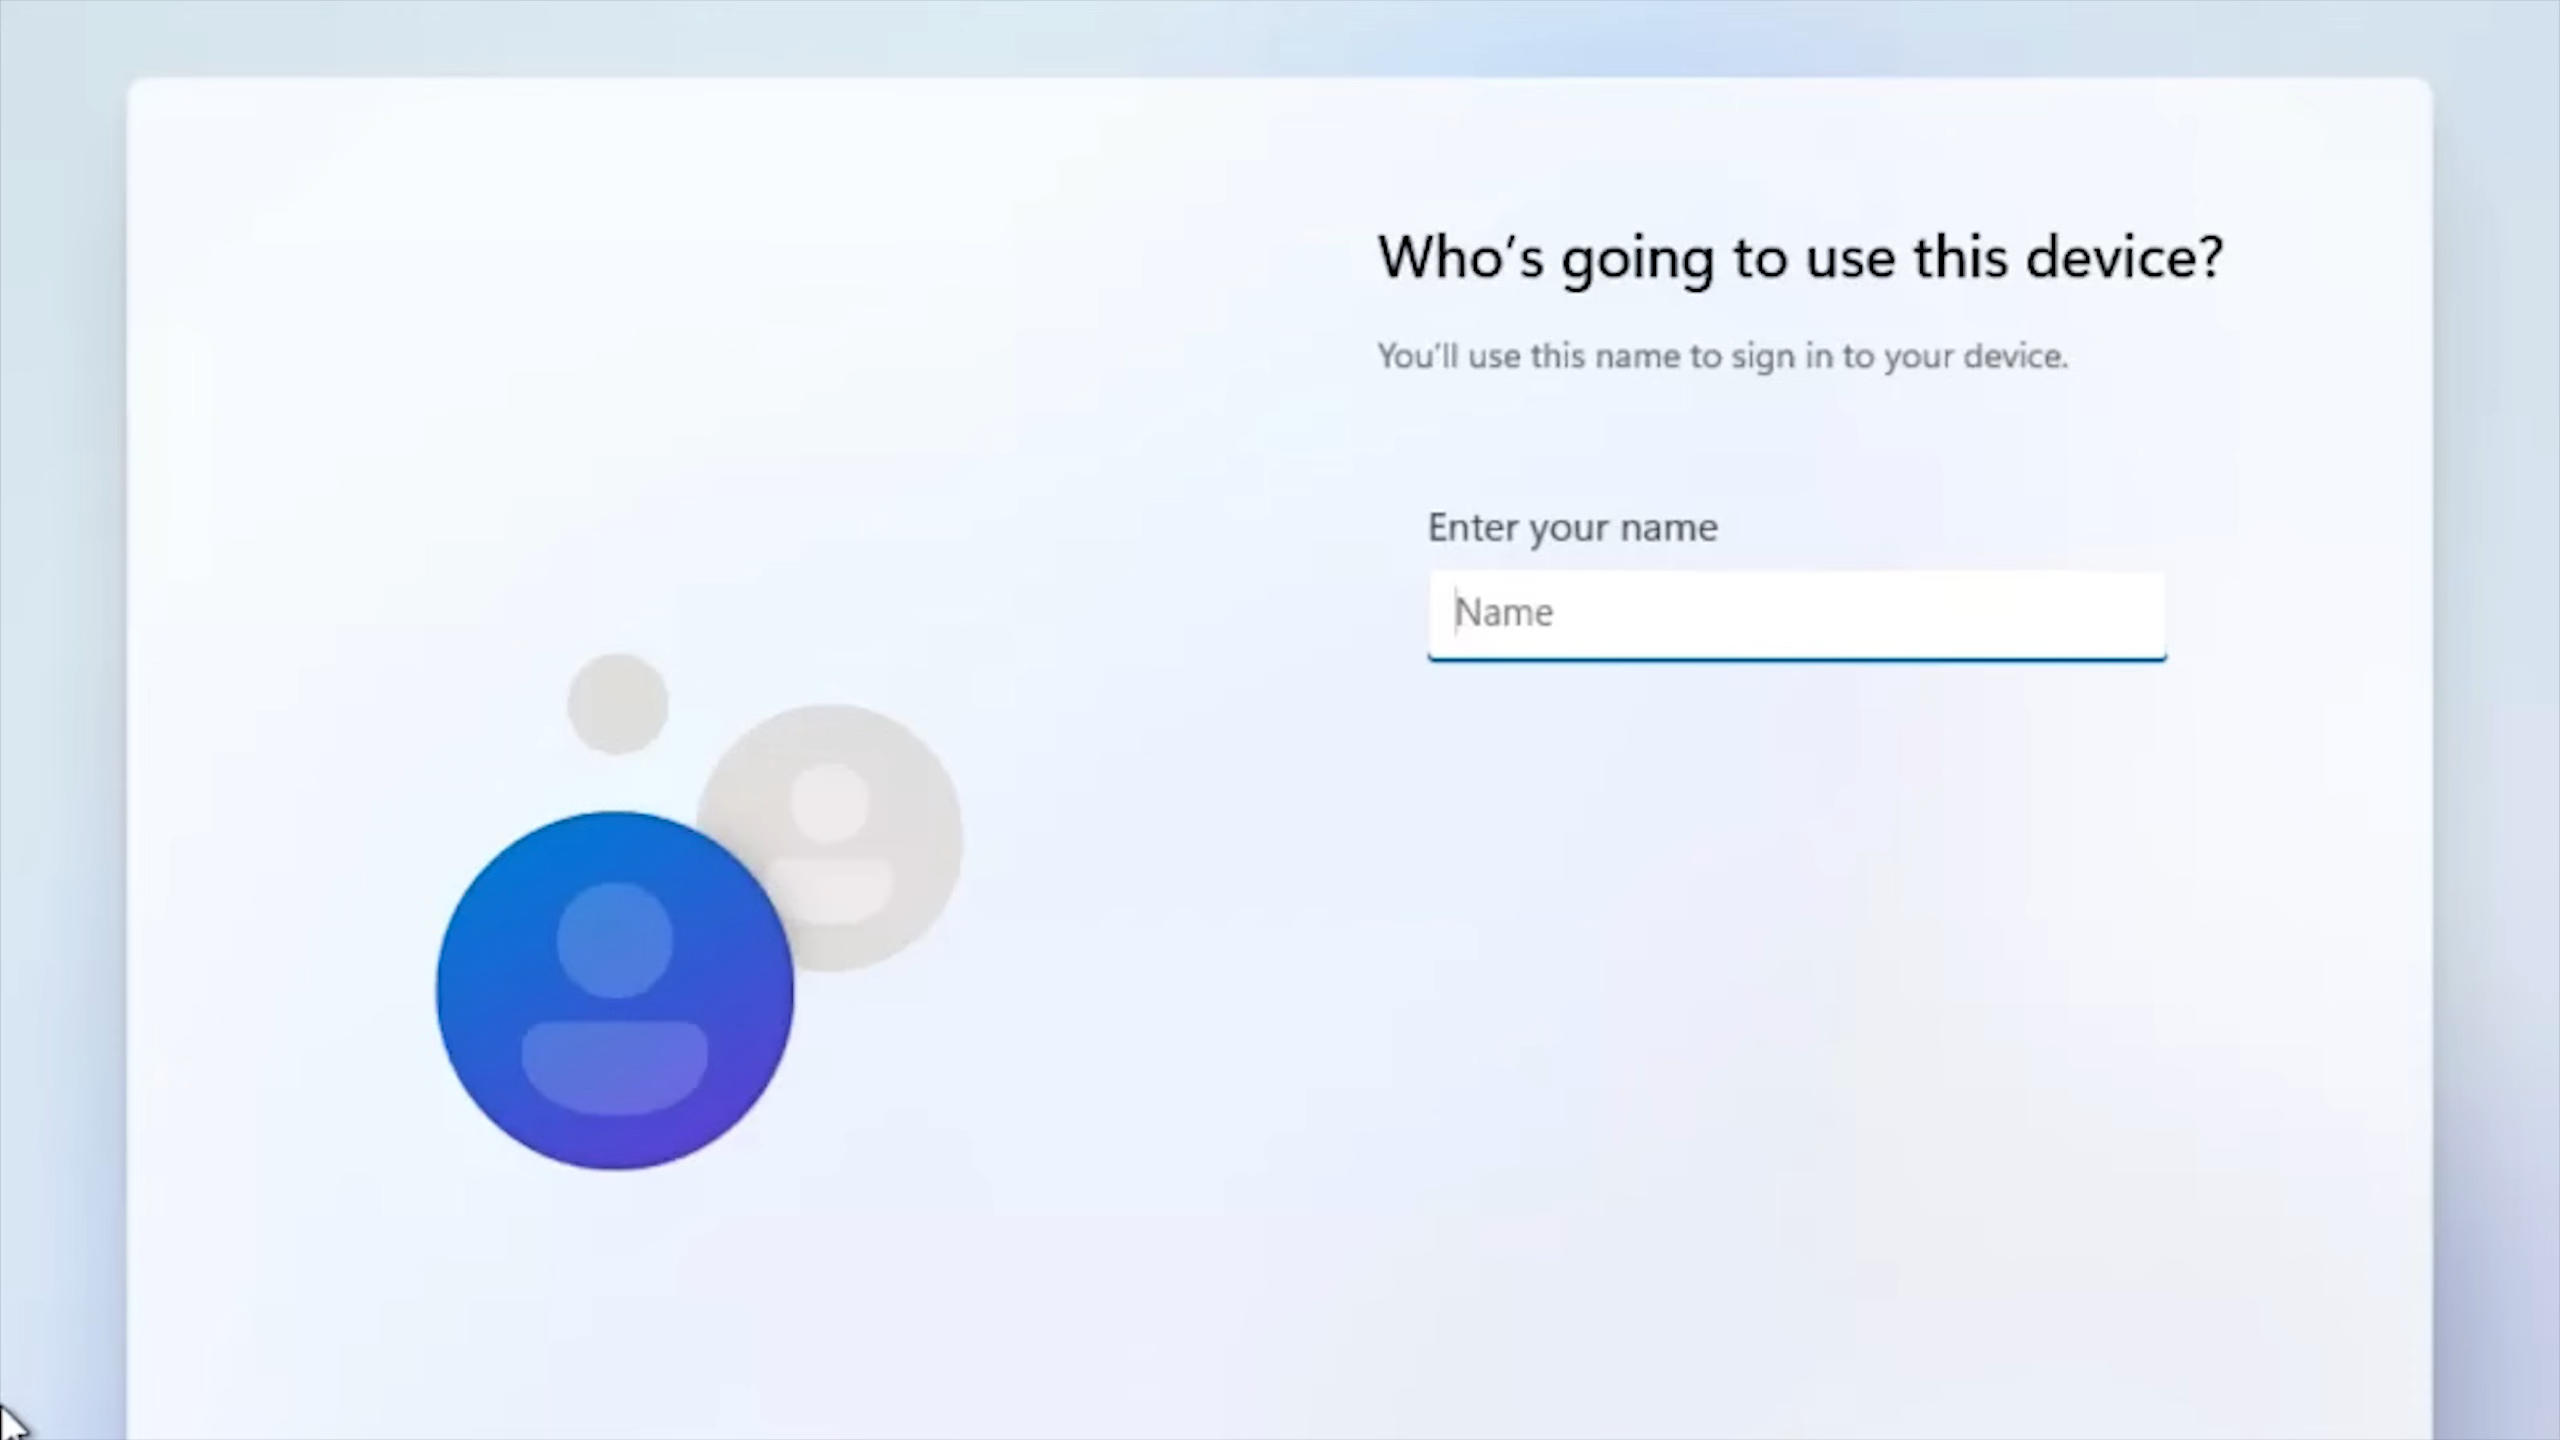 Who's going to use this device?
You'll use this name to sign in to your device.
Enter your name
Name